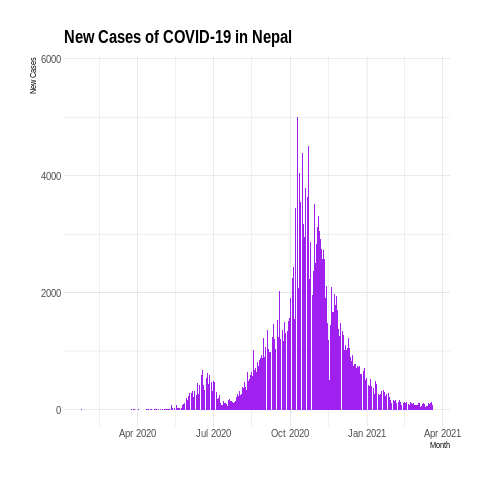 New Cases of COVID-19 in Nepal
New Cases
6000
4000
2000
0
Apr 2020 Jul 2020 Oct 2020 Jan 2021 Apr 2021
Month